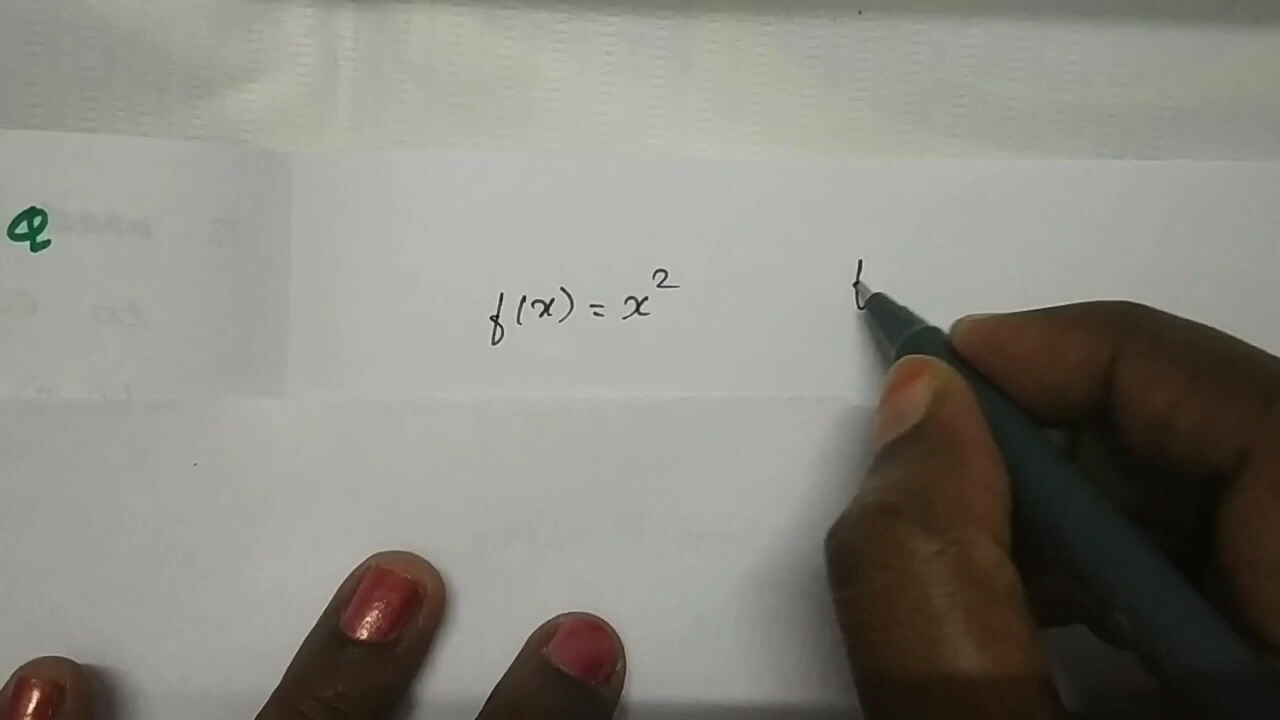 Q
f(x) = x²